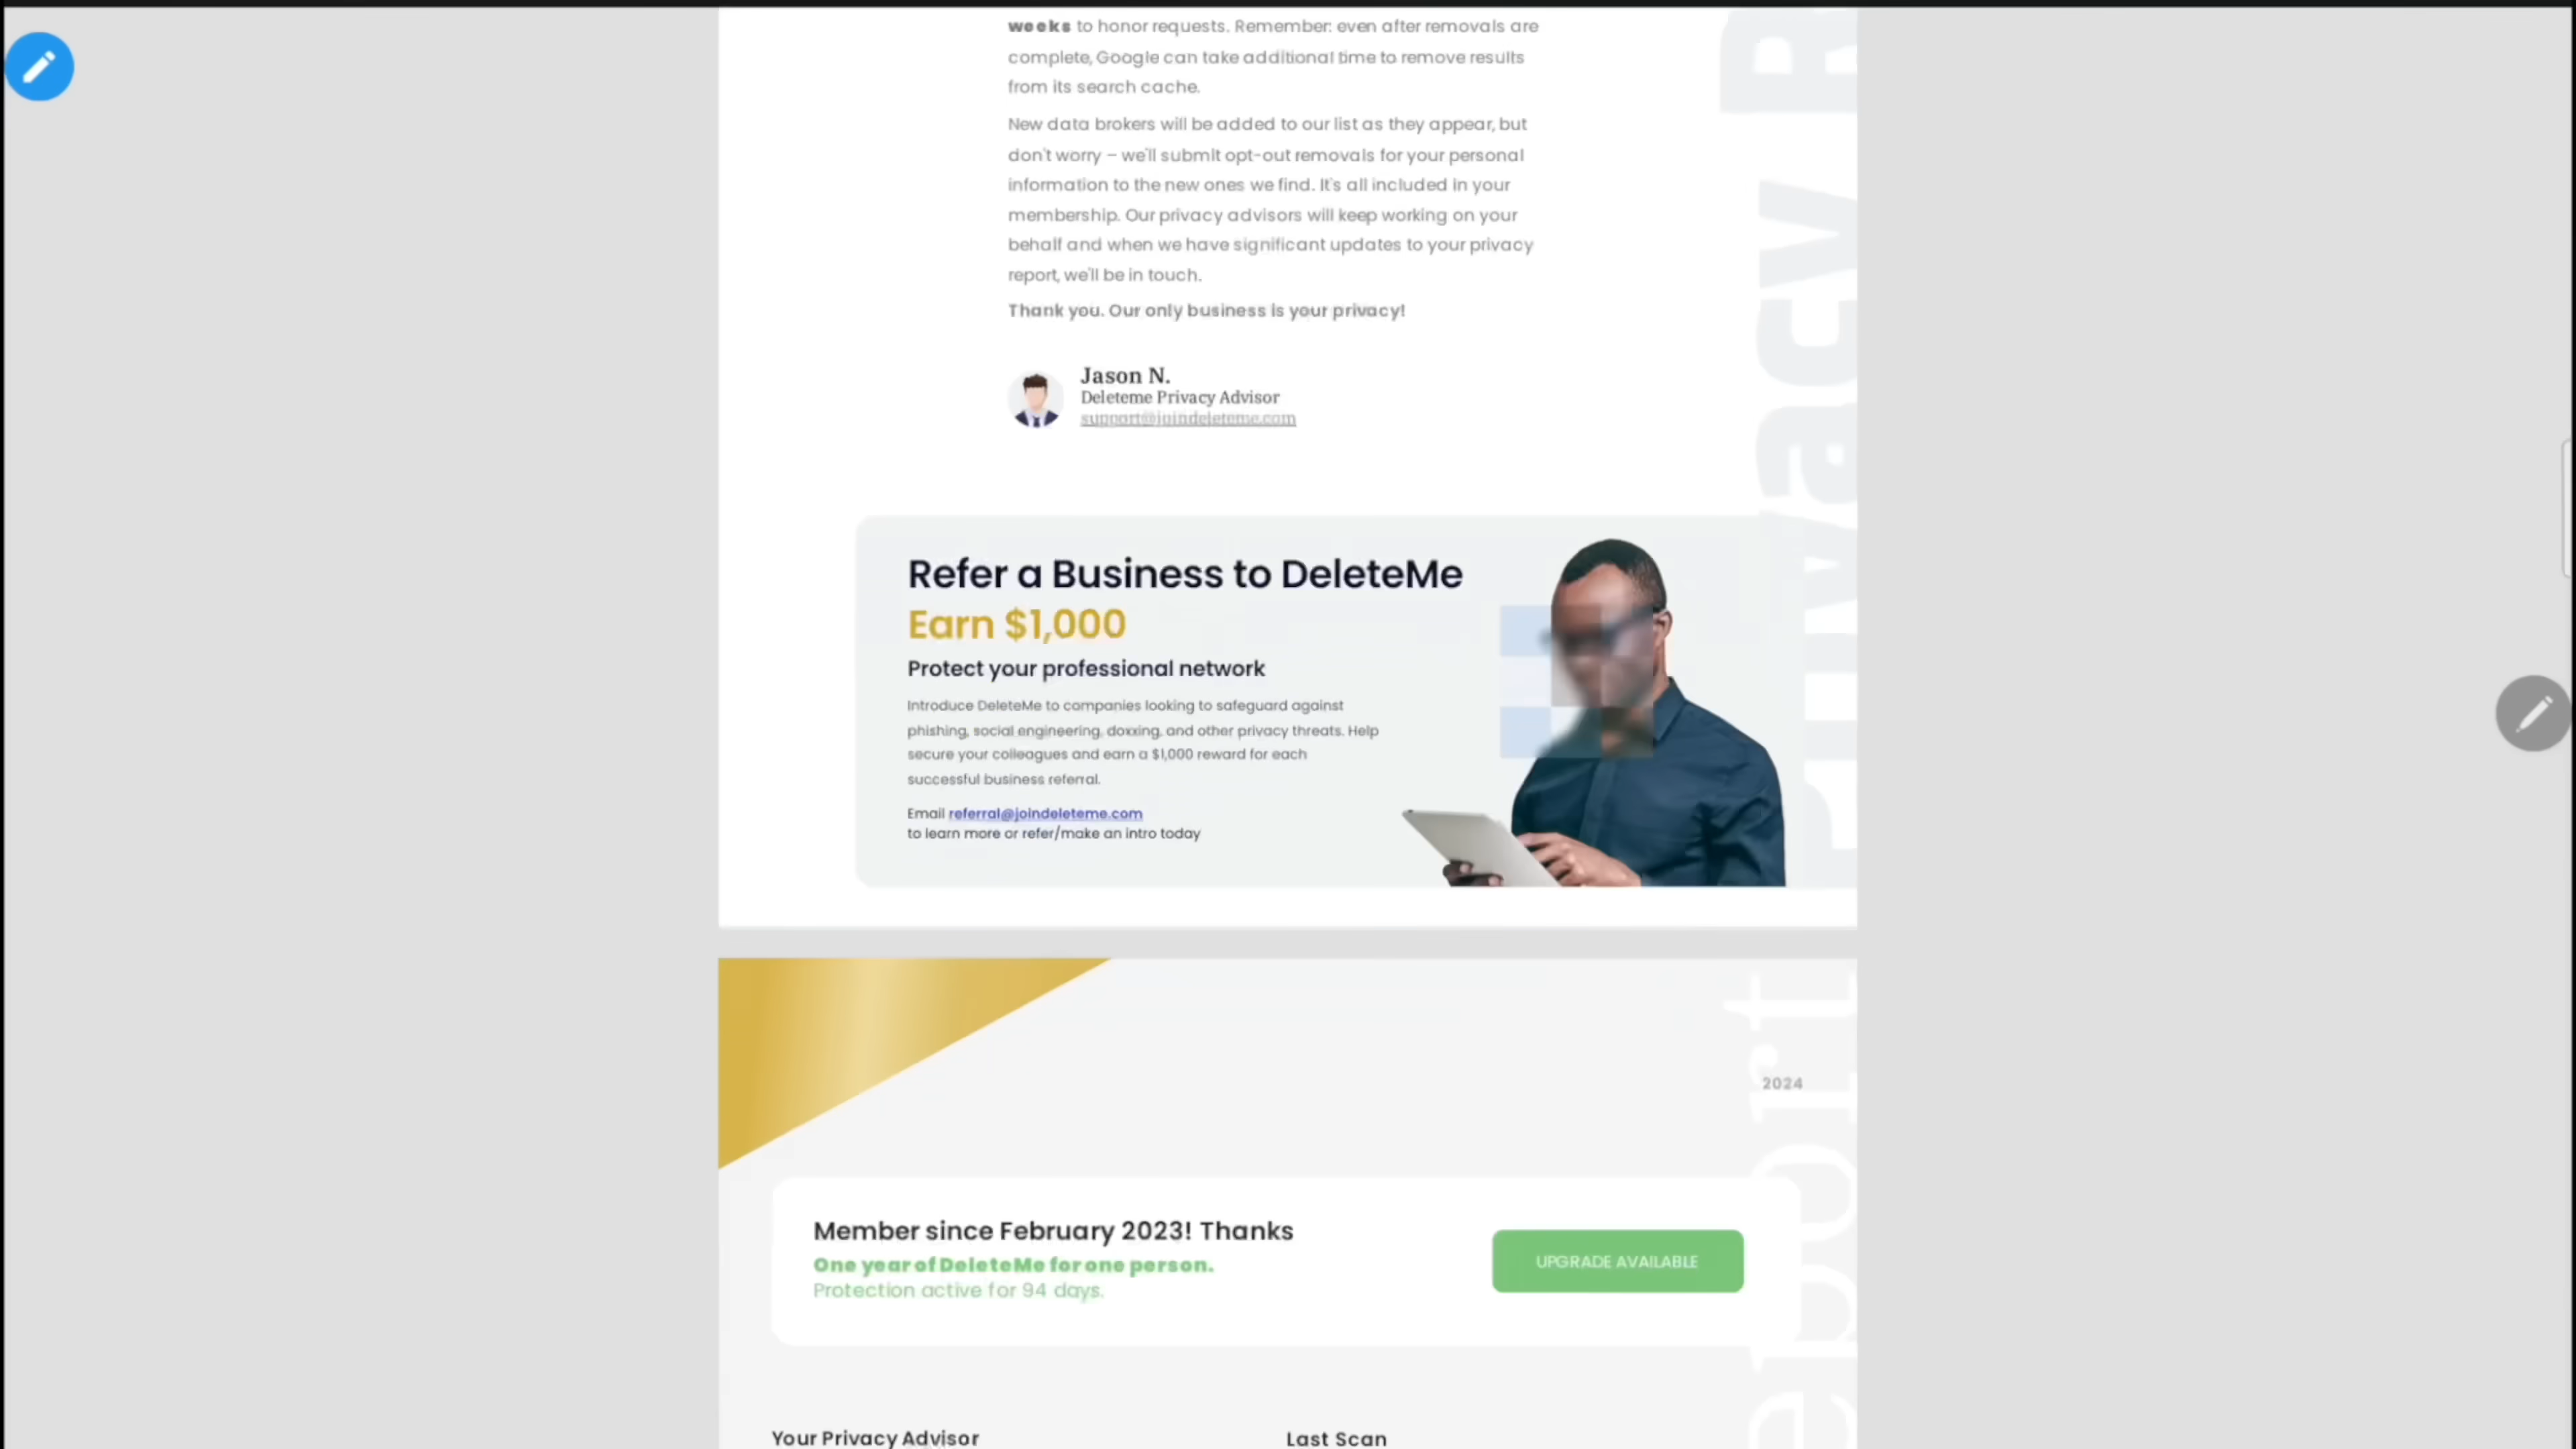 weeks to honor requests. Remember: even after removals are
complete, Google can take additional time to remove results
from its search cache.
New data brokers will be added to our list as they appear, but
don't worry – we'll submit opt-out removals for your personal
information to the new ones we find. It's all included in your
membership. Our privacy advisors will keep working on your
behalf and when we have significant updates to your privacy
report, we'll be in touch.
Thank you. Our only business is your privacy!
Jason N.
Deleteme Privacy Advisor
support@joindeleteme.com
Refer a Business to DeleteMe
Earn $1,000
Protect your professional network
Introduce DeleteMe to companies looking to safeguard against
phishing, social engineering, doxxing, and other privacy threats. Help
secure your colleagues and earn a $1,000 reward for each
successful business referral.
Email referral@joindeleteme.com
to learn more or refer/make an intro today
Privacy R
eport
2024
Member since February 2023! Thanks
One year of DeleteMe for one person.
Protection active for 94 days.
UPGRADE AVAILABLE
Your Privacy Advisor
Last Scan